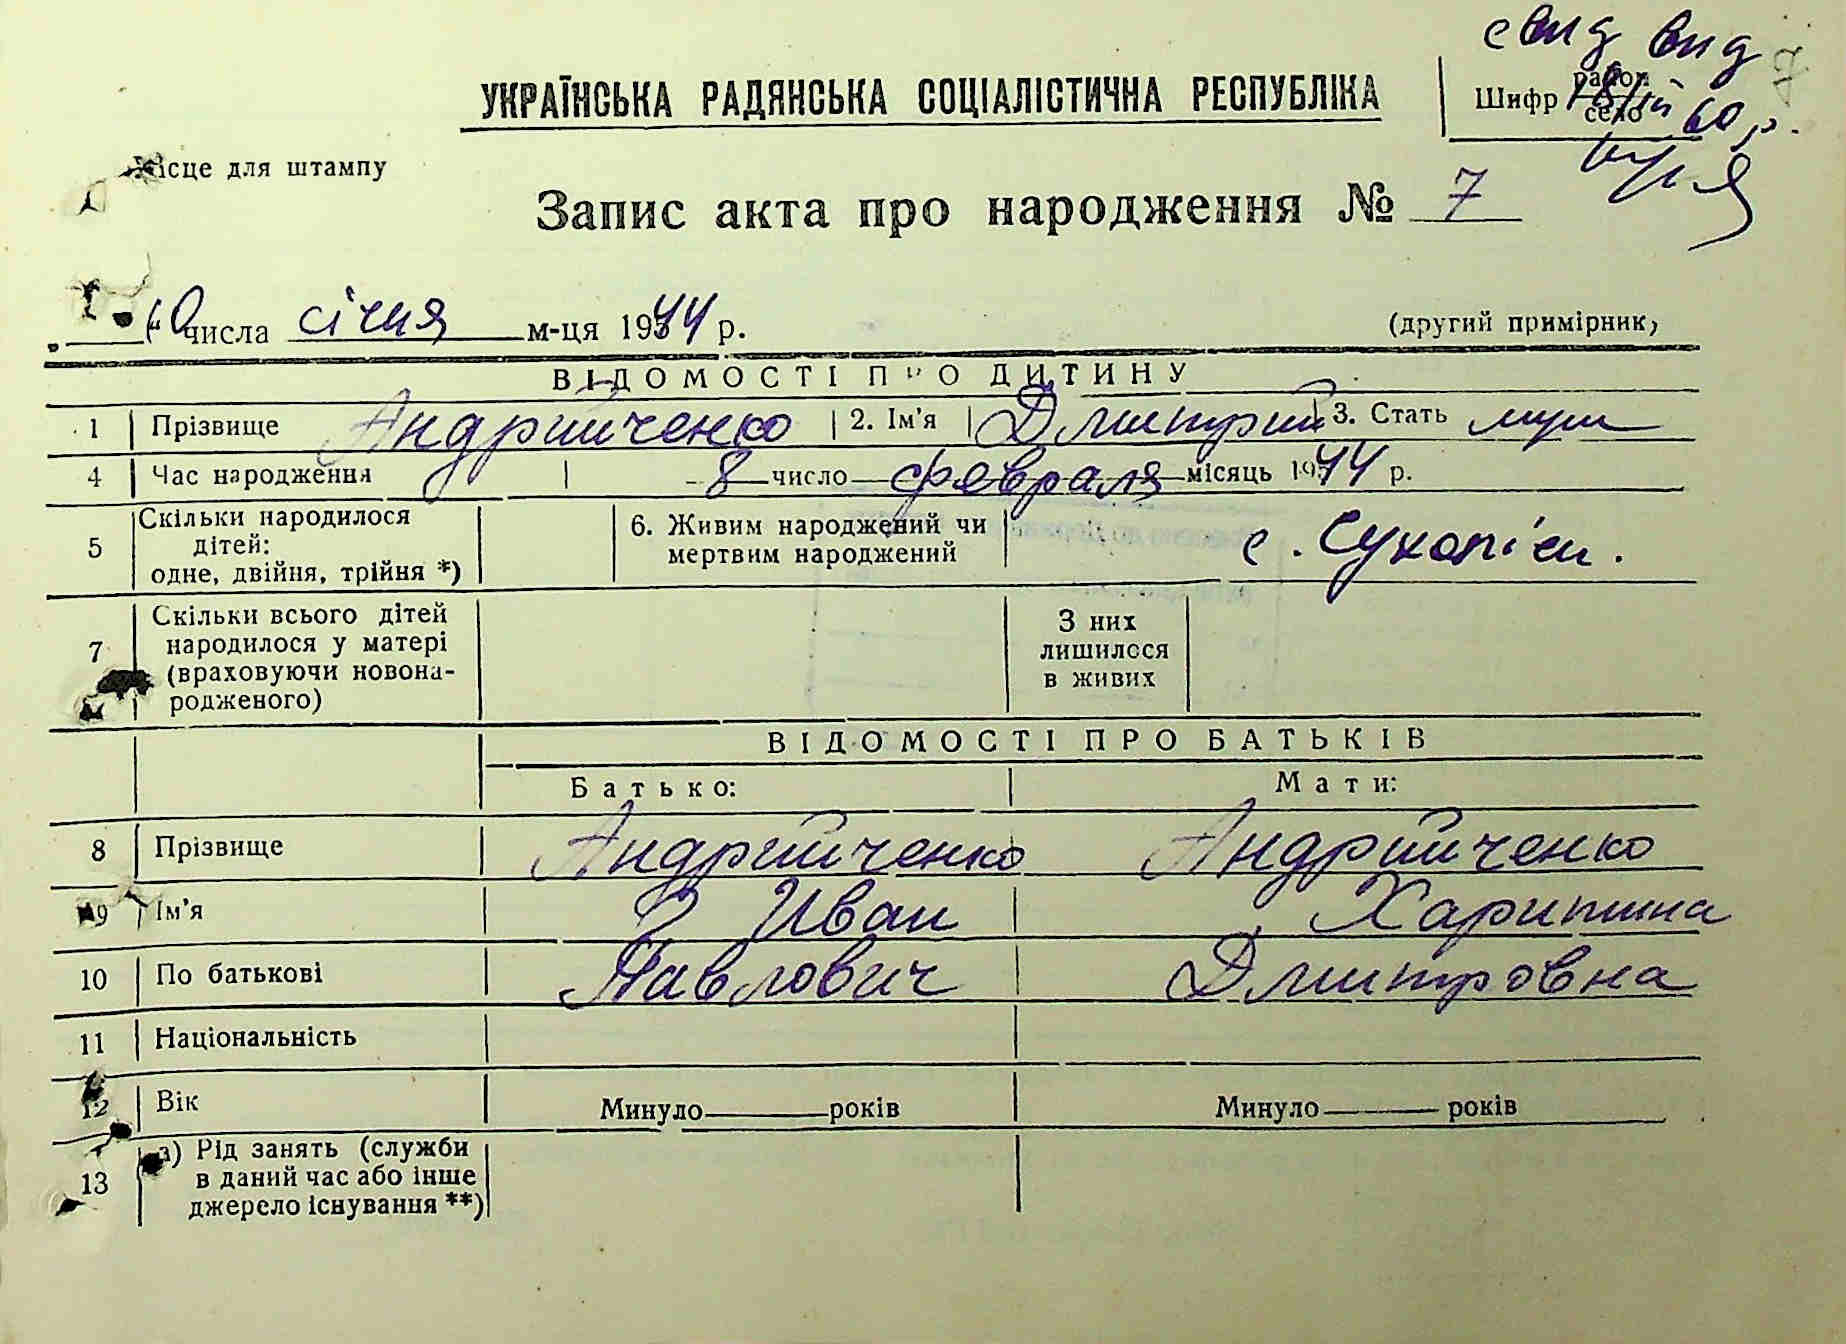 свид вид
УКРАЇНСЬКА РАДЯНСЬКА СОЦІАЛІСТИЧНА РЕСПУБЛІКА
Шифр район село
60 р. 7
Місце для штампу
Запис акта про народження № 7
10 числа січня м-ця 1944 р. (другий примірник)
ВІДОМОСТІ ПРО ДИТИНУ
1 Прізвище Андрийченко 2. Ім'я Дмитрий 3. Стать муж
4 Час народження 8 число февраля місяць 1944 р.
5 Скільки народилося дітей: одне, двійня, трійня *) 6. Живим народжений чи мертвим народжений с.
7 Скільки всього дітей народилося у матері (враховуючи новонародженого) З них лишилося в живих
ВІДОМОСТІ ПРО БАТЬКІВ
Батько: Мати:
8 Прізвище Андрийченко Андрийченко
9 Ім'я Иван Харитина
10 По батькові Павлович Дмитровна
11 Національність
12 Вік Минуло років Минуло років
13 а) Рід занять (служби в даний час або інше джерело існування **)